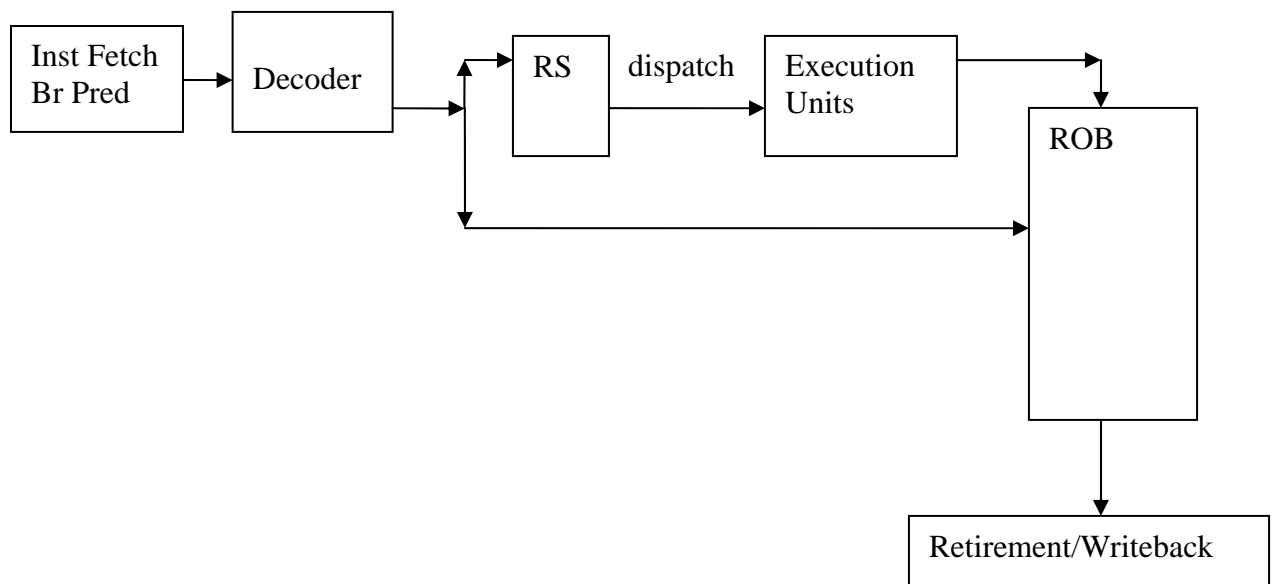 Inst Fetch
Br Pred
Decoder
RS
dispatch
Execution
Units
ROB
Retirement/Writeback